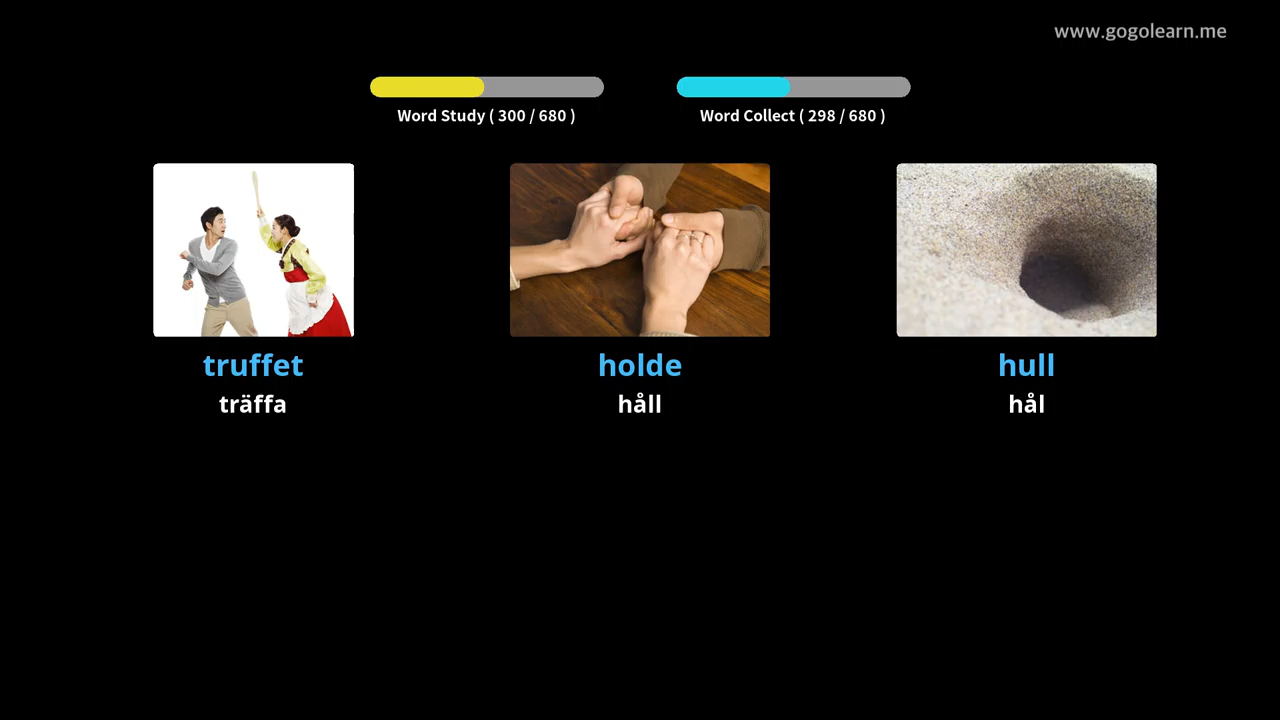 www.gogolearn.me
Word Study ( 300 / 680 )
Word Collect ( 298 / 680 )
truffet
holde
hull
träffa
håll
hål